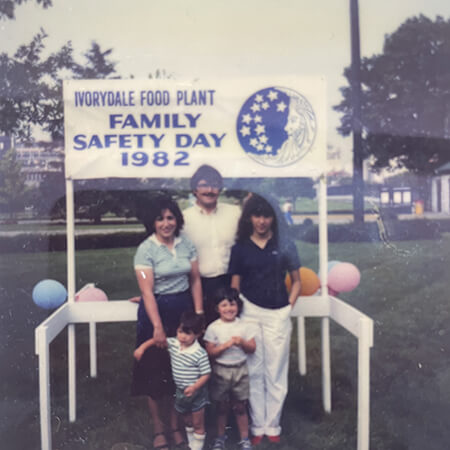 IVORYDALE FOOD PLANT
FAMILY
SAFETY DAY
1982